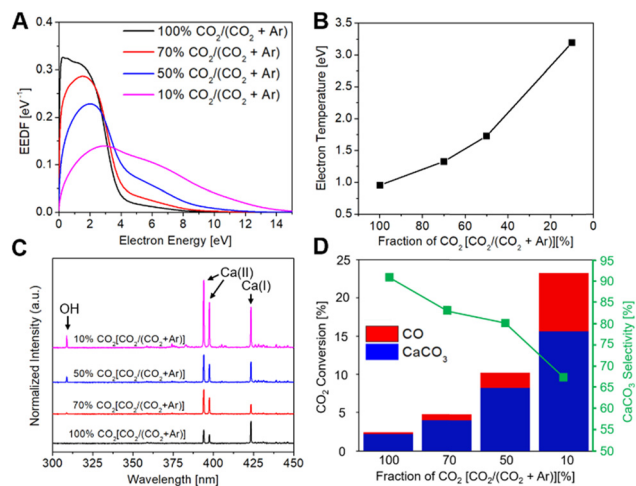 A
100% CO₂/(CO₂ + Ar)
70% CO₂/(CO₂ + Ar)
50% CO₂/(CO₂ + Ar)
10% CO₂/(CO₂ + Ar)
EEDF [eV⁻¹]
0.4
0.3
0.2
0.1
0.0
0 2 4 6 8 10 12 14
Electron Energy [eV]
B
Electron Temperature [eV]
3.5
3.0
2.5
2.0
1.5
1.0
0.5
100 80 60 40 20 0
Fraction of CO₂ [CO₂/(CO₂ + Ar)][%]
C
Normalized Intensity (a.u.)
Ca(II)
Ca(I)
OH
10% CO₂[CO₂/(CO₂+Ar)]
50% CO₂[CO₂/(CO₂+Ar)]
70% CO₂[CO₂/(CO₂+Ar)]
100% CO₂[CO₂/(CO₂+Ar)]
300 325 350 375 400 425 450
Wavelength [nm]
D
CO₂ Conversion [%]
25
20
15
10
5
0
CO
CaCO₃
95
90
85
80
75
70
65
60
55
50
CaCO₃ Selectivity [%]
100 70 50 10
Fraction of CO₂ [CO₂/(CO₂ + Ar)][%]